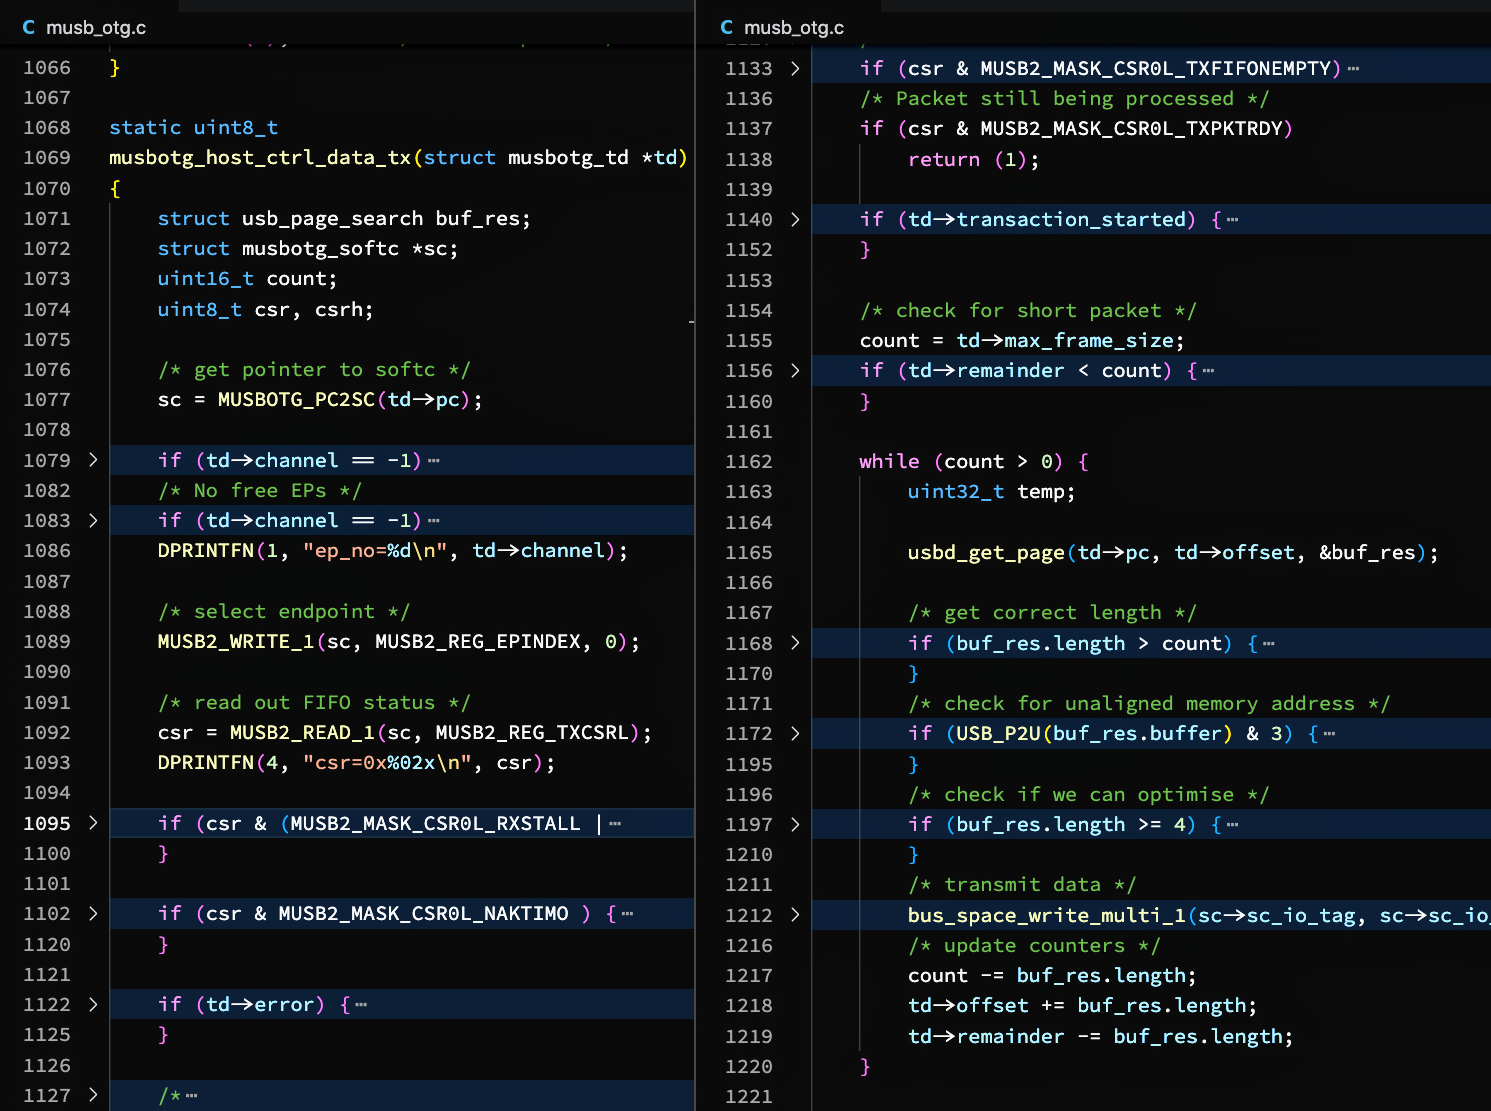 C musb_otg.c
1066 }
1067
1068 static uint8_t
1069 musbotg_host_ctrl_data_tx(struct musbotg_td *td)
1070 {
1071     struct usb_page_search buf_res;
1072     struct musbotg_softc *sc;
1073     uint16_t count;
1074     uint8_t csr, csrh;
1075
1076     /* get pointer to softc */
1077     sc = MUSBOTG_PC2SC(td->pc);
1078
1079 >   if (td->channel == -1)…
1082     /* No free EPs */
1083 >   if (td->channel == -1)…
1086     DPRINTFN(1, "ep_no=%d\n", td->channel);
1087
1088     /* select endpoint */
1089     MUSB2_WRITE_1(sc, MUSB2_REG_EPINDEX, 0);
1090
1091     /* read out FIFO status */
1092     csr = MUSB2_READ_1(sc, MUSB2_REG_TXCSRL);
1093     DPRINTFN(4, "csr=0x%02x\n", csr);
1094
1095 >   if (csr & (MUSB2_MASK_CSR0L_RXSTALL |…
1100     }
1101
1102 >   if (csr & MUSB2_MASK_CSR0L_NAKTIMO ) {…
1120     }
1121
1122 >   if (td->error) {…
1125     }
1126
1127 >   /*…
C musb_otg.c
1133 >   if (csr & MUSB2_MASK_CSR0L_TXFIFONEMPTY)…
1136     /* Packet still being processed */
1137     if (csr & MUSB2_MASK_CSR0L_TXPKTRDY)
1138         return (1);
1139
1140 >   if (td->transaction_started) {…
1152     }
1153
1154     /* check for short packet */
1155     count = td->max_frame_size;
1156 >   if (td->remainder < count) {…
1160     }
1161
1162     while (count > 0) {
1163         uint32_t temp;
1164
1165         usbd_get_page(td->pc, td->offset, &buf_res);
1166
1167         /* get correct length */
1168 >       if (buf_res.length > count) {…
1170         }
1171         /* check for unaligned memory address */
1172 >       if (USB_P2U(buf_res.buffer) & 3) {…
1195         }
1196         /* check if we can optimise */
1197 >       if (buf_res.length >= 4) {…
1210         }
1211         /* transmit data */
1212 >       bus_space_write_multi_1(sc->sc_io_tag, sc->sc_io_
1216         /* update counters */
1217         count -= buf_res.length;
1218         td->offset += buf_res.length;
1219         td->remainder -= buf_res.length;
1220     }
1221